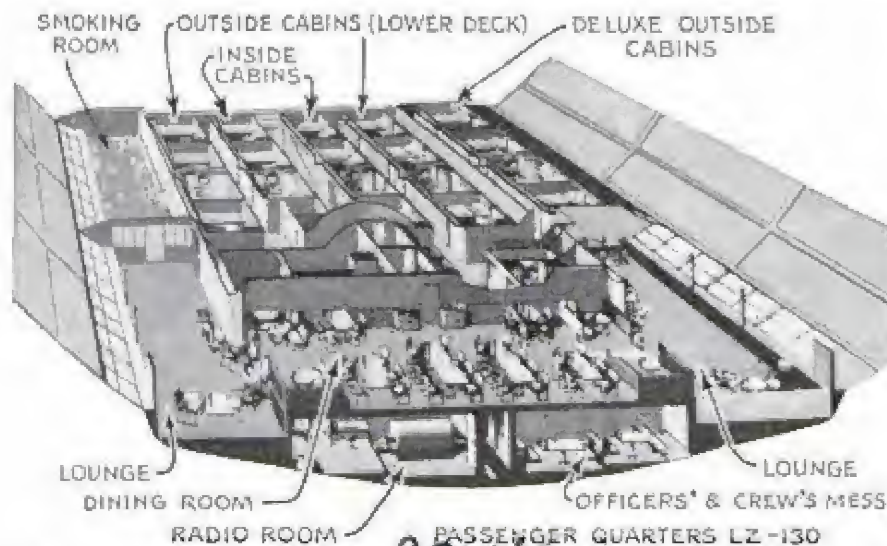 SMOKING
ROOM
OUTSIDE CABINS (LOWER DECK)
INSIDE
CABINS
DELUXE OUTSIDE
CABINS
LOUNGE
DINING ROOM
RADIO ROOM
LOUNGE
OFFICERS' & CREW'S MESS
PASSENGER QUARTERS LZ-130